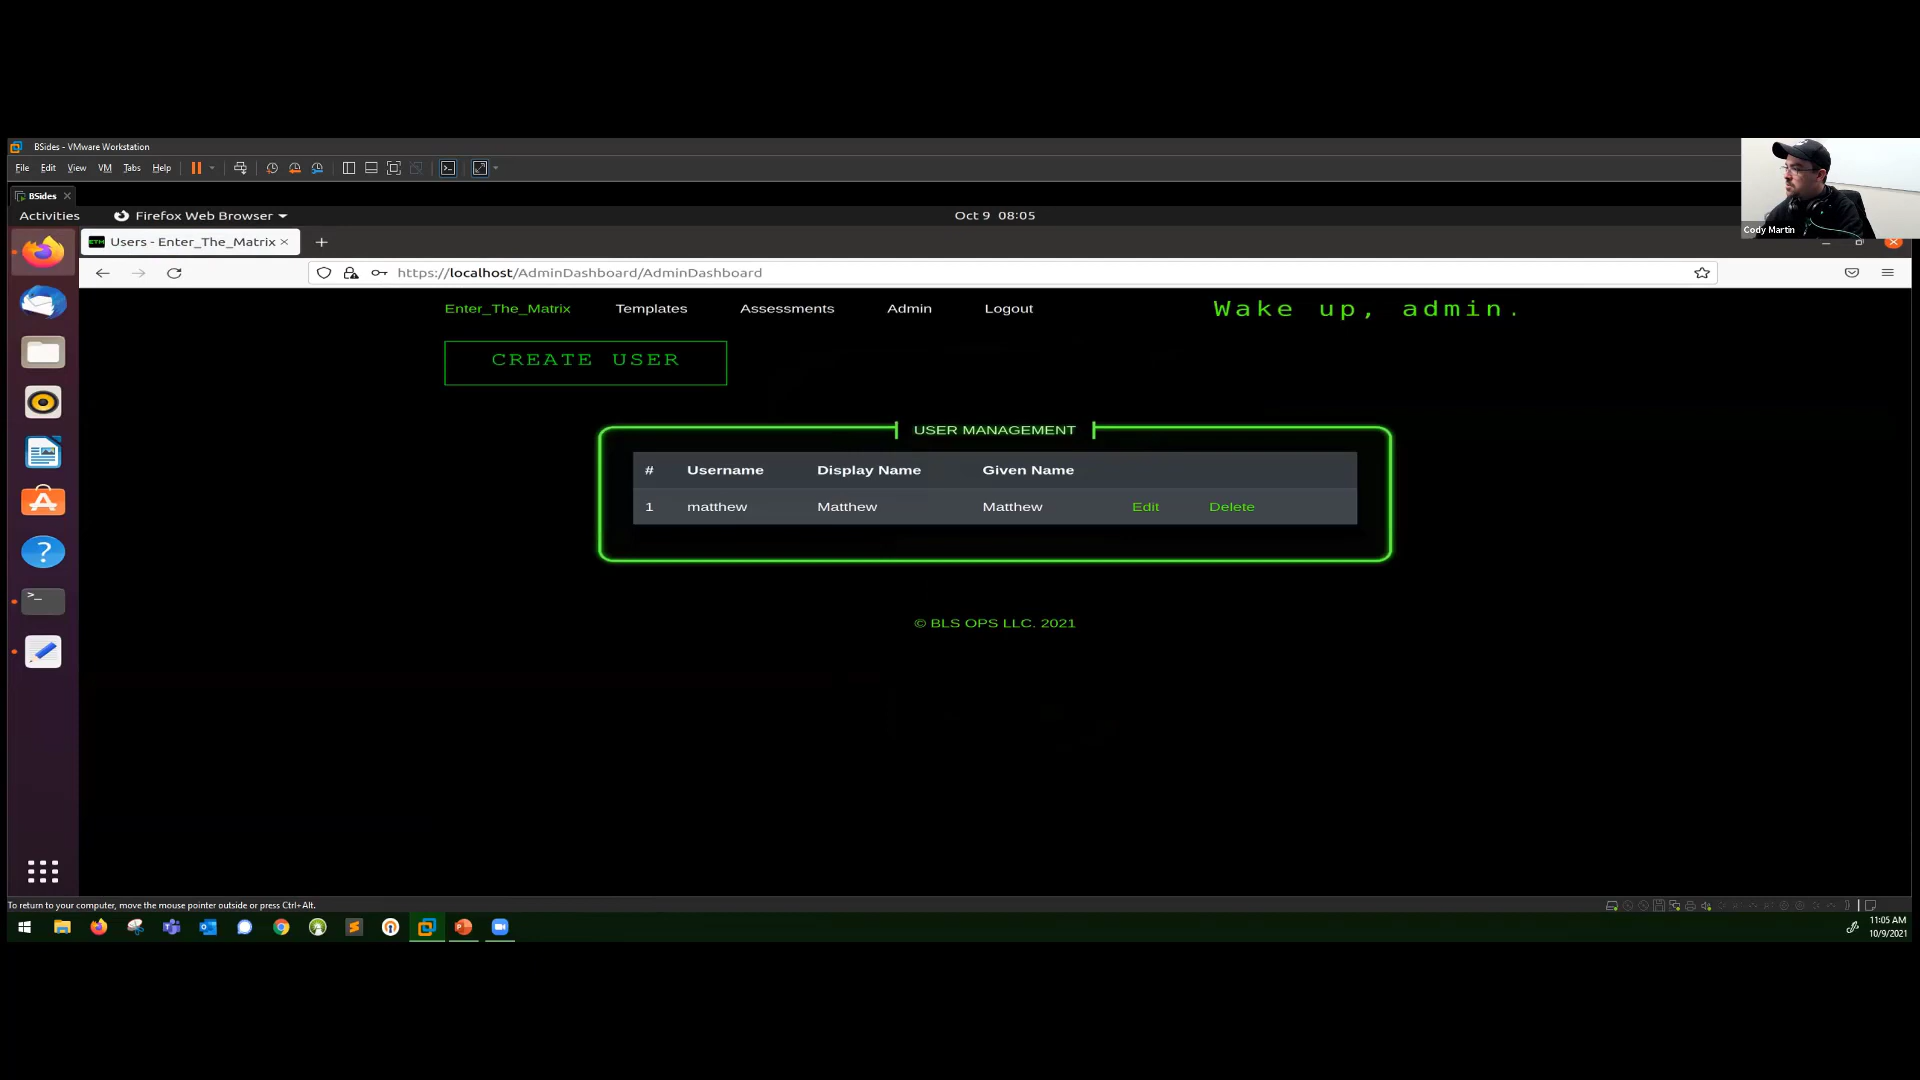 BSides - VMware Workstation
File Edit View VM Tabs Help
BSides
Cody Martin
Activities Firefox Web Browser Oct 9 08:05
ETM Users - Enter_The_Matrix
https://localhost/AdminDashboard/AdminDashboard
Enter_The_Matrix Templates Assessments Admin Logout Wake up, admin.
CREATE USER
USER MANAGEMENT
# Username Display Name Given Name
1 matthew Matthew Matthew Edit Delete
© BLS OPS LLC. 2021
To return to your computer, move the mouse pointer outside or press Ctrl+Alt.
11:05 AM
10/9/2021